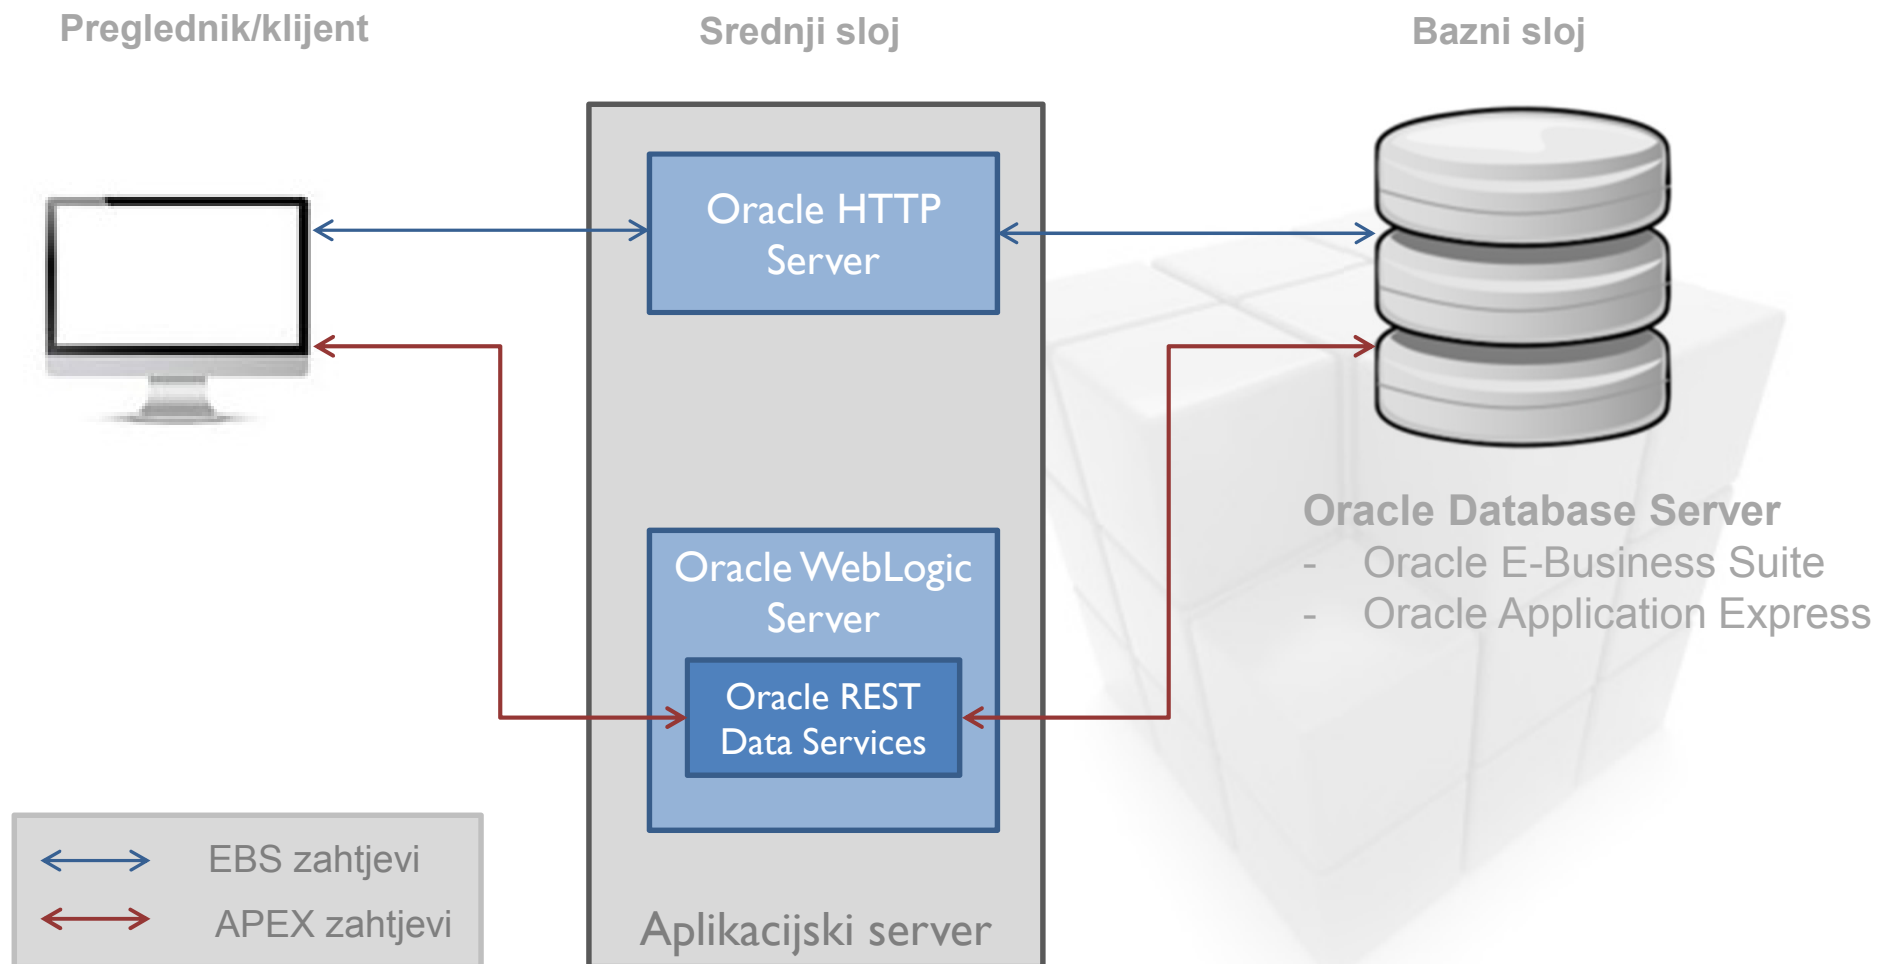 Preglednik/klijent
Srednji sloj
Bazni sloj
Oracle HTTP
Server
Oracle WebLogic
Server
Oracle REST
Data Services
Aplikacijski server
Oracle Database Server
- Oracle E-Business Suite
- Oracle Application Express
EBS zahtjevi
APEX zahtjevi